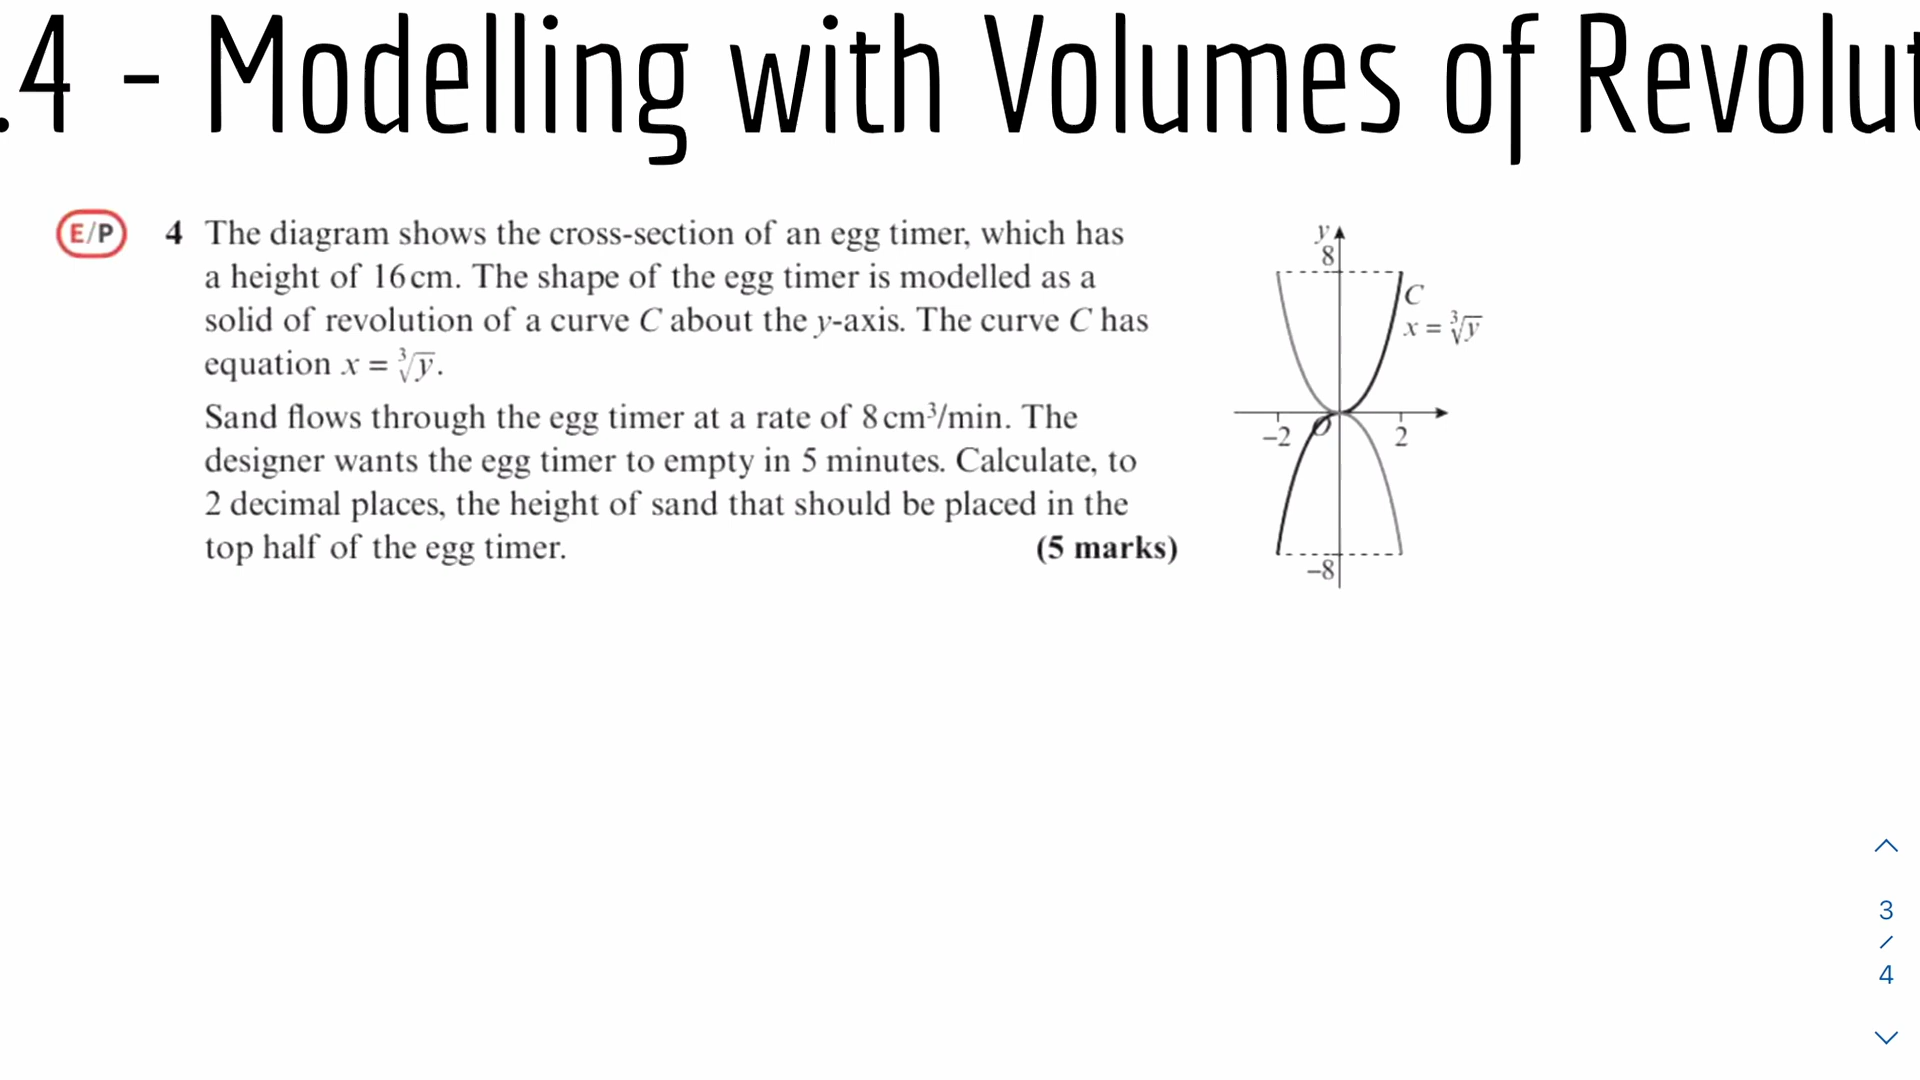 .4 - Modelling with Volumes of Revolut
E/P 4 The diagram shows the cross-section of an egg timer, which has
a height of 16 cm. The shape of the egg timer is modelled as a
solid of revolution of a curve C about the y-axis. The curve C has
equation x = ∛y.
Sand flows through the egg timer at a rate of 8 cm³/min. The
designer wants the egg timer to empty in 5 minutes. Calculate, to
2 decimal places, the height of sand that should be placed in the
top half of the egg timer. (5 marks)
y
8
C
x = ∛y
−2 O 2
−8
3
/
4